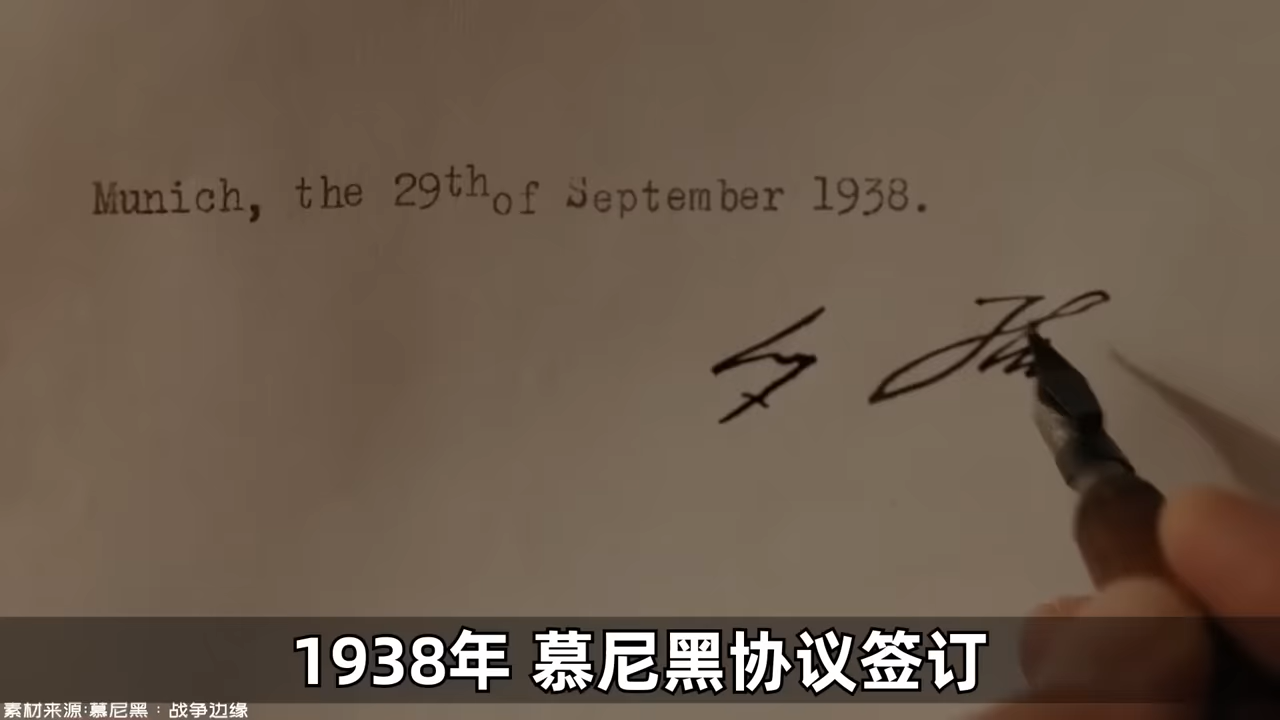 Munich, the 29th of September 1938.
1938年 慕尼黑协议签订
素材来源:慕尼黑：战争边缘